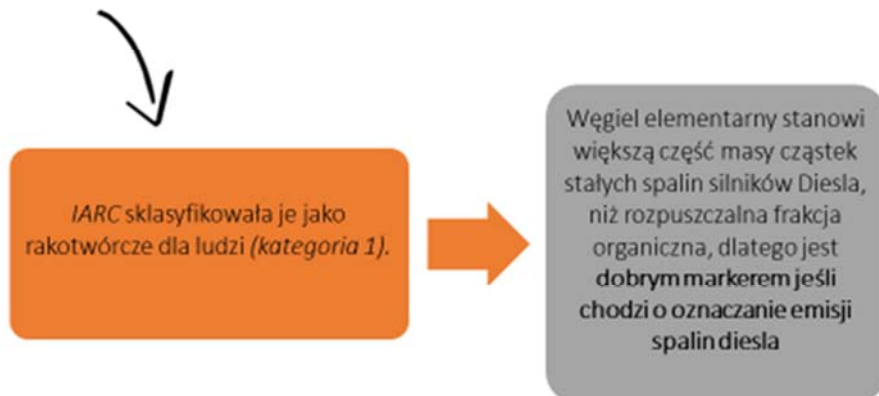 IARC sklasyfikowała je jako
rakotwórcze dla ludzi (kategoria 1).
Węgiel elementarny stanowi
większą część masy cząstek
stałych spalin silników Diesla,
niż rozpuszczalna frakcja
organiczna, dlatego jest
dobrym markerem jeśli
chodzi o oznaczanie emisji
spalin diesla